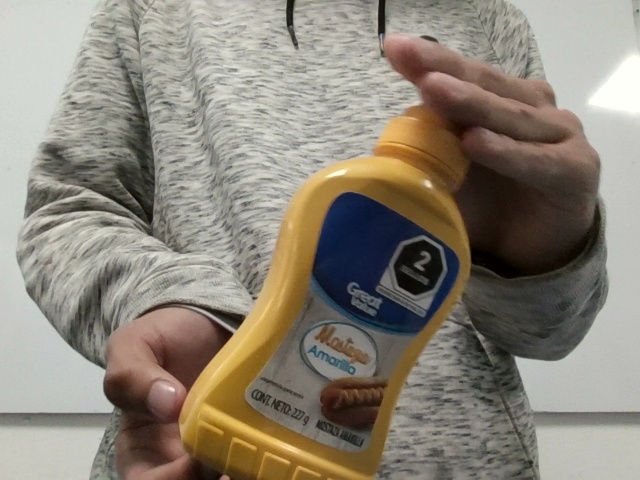 2
Great
Value
Mostaza
Amarilla
CONT. NETO: 227 g
MOSTAZA AMARILLA